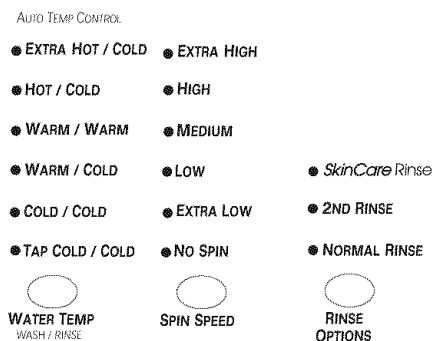 AUTO TEMP CONTROL
EXTRA HOT / COLD
HOT / COLD
WARM / WARM
WARM / COLD
COLD / COLD
TAP COLD / COLD
WATER TEMP
WASH / RINSE
EXTRA HIGH
HIGH
MEDIUM
LOW
EXTRA LOW
NO SPIN
SPIN SPEED
SkinCare Rinse
2ND RINSE
NORMAL RINSE
RINSE
OPTIONS